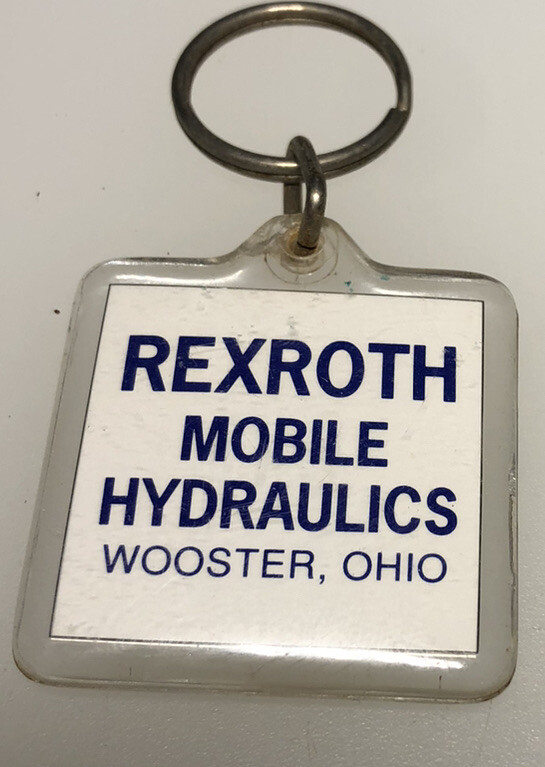 REXROTH
MOBILE
HYDRAULICS
WOOSTER, OHIO